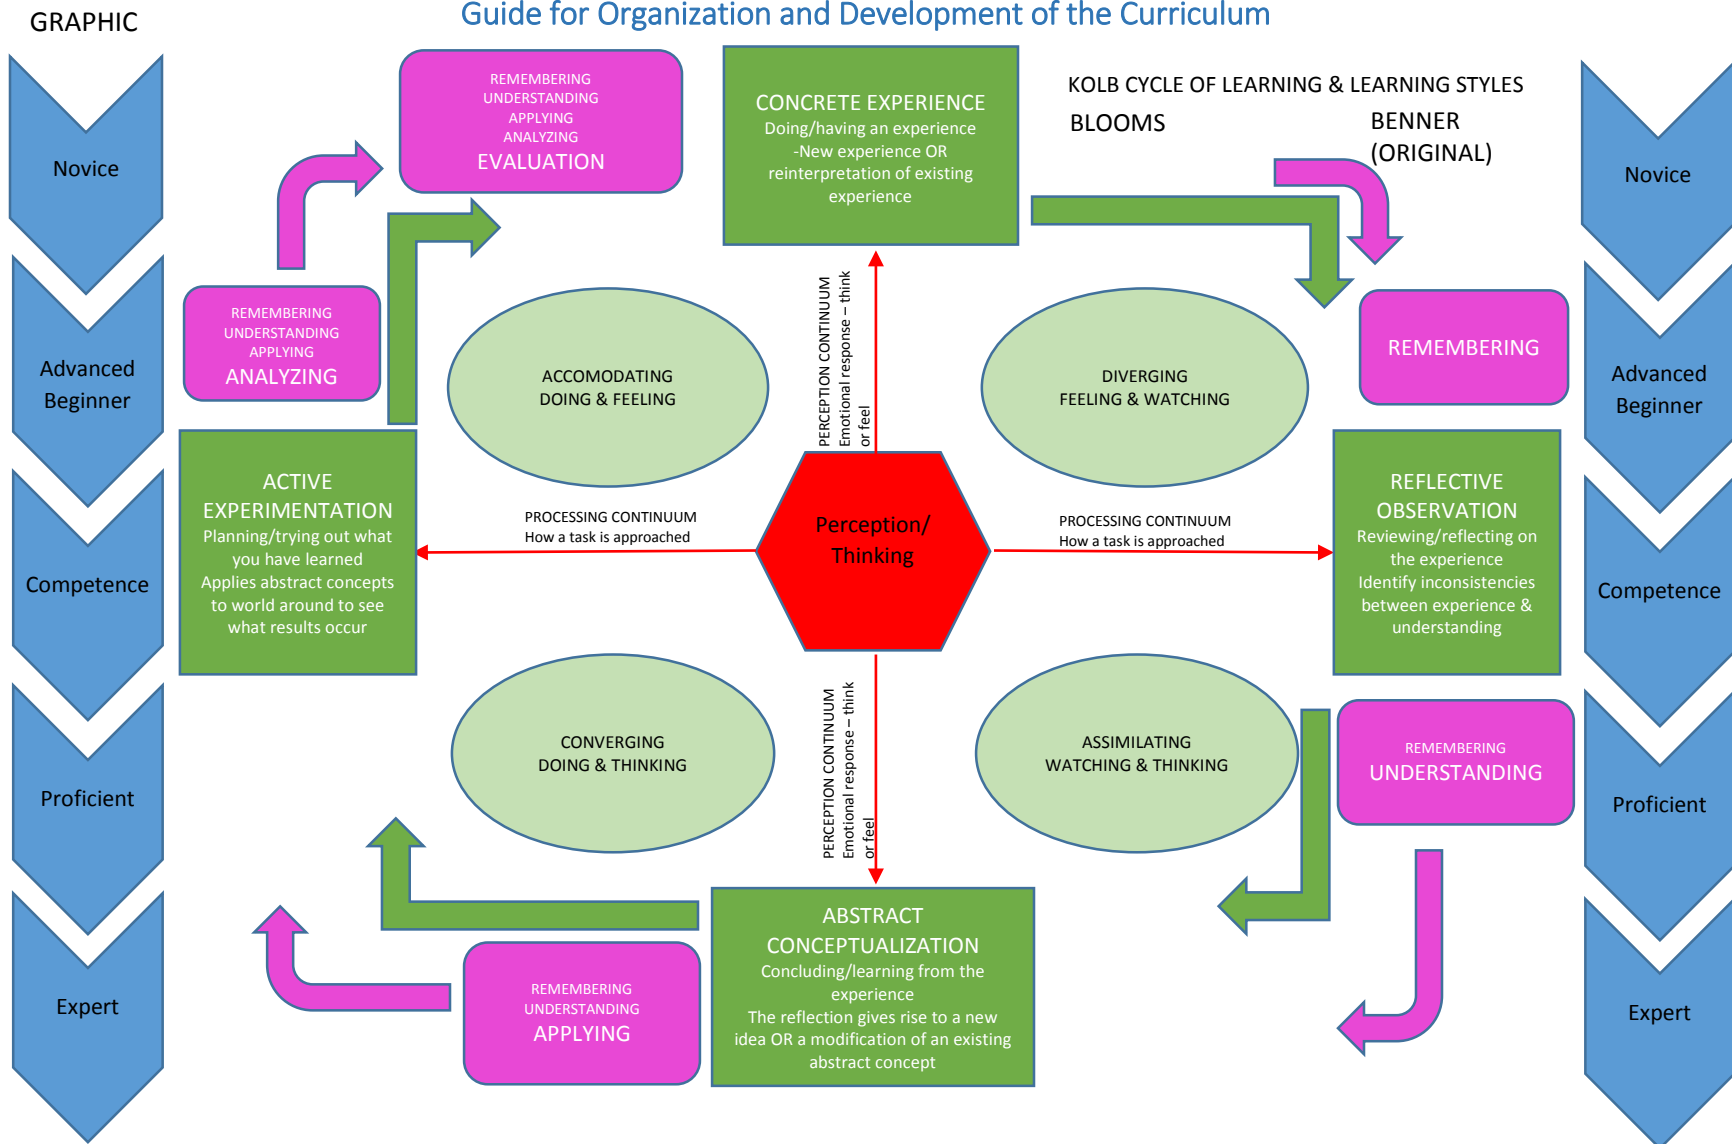 Guide for Organization and Development of the Curriculum
GRAPHIC
KOLB CYCLE OF LEARNING & LEARNING STYLES
BLOOMS
BENNER
(ORIGINAL)
Novice
Advanced
Beginner
Competence
Proficient
Expert
REMEMBERING
UNDERSTANDING
APPLYING
ANALYZING
EVALUATION
CONCRETE EXPERIENCE
Doing/having an experience
-New experience OR
reinterpretation of existing
experience
REMEMBERING
UNDERSTANDING
APPLYING
ANALYZING
ACCOMODATING
DOING & FEELING
PERCEPTION CONTINUUM
Emotional response – think
or feel
DIVERGING
FEELING & WATCHING
REMEMBERING
ACTIVE
EXPERIMENTATION
Planning/trying out what
you have learned
Applies abstract concepts
to world around to see
what results occur
PROCESSING CONTINUUM
How a task is approached
Perception/
Thinking
PROCESSING CONTINUUM
How a task is approached
REFLECTIVE
OBSERVATION
Reviewing/reflecting on
the experience
Identify inconsistencies
between experience &
understanding
CONVERGING
DOING & THINKING
PERCEPTION CONTINUUM
Emotional response – think
or feel
ASSIMILATING
WATCHING & THINKING
REMEMBERING
UNDERSTANDING
REMEMBERING
UNDERSTANDING
APPLYING
ABSTRACT
CONCEPTUALIZATION
Concluding/learning from the
experience
The reflection gives rise to a new
idea OR a modification of an existing
abstract concept
Novice
Advanced
Beginner
Competence
Proficient
Expert